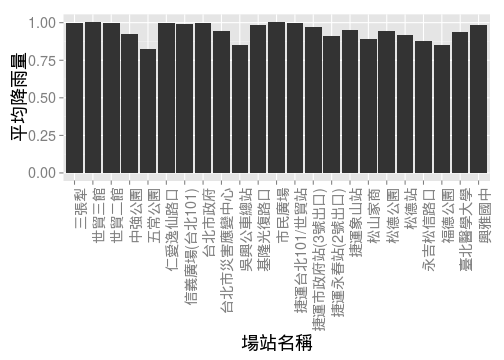 平均降雨量
1.00
0.75
0.50
0.25
0.00
三張犁
世貿三館
世貿二館
中強公園
五常公園
仁愛逸仙路口
信義廣場(台北101)
台北市政府
台北市災害應變中心
吳興公車總站
基隆光復路口
市民廣場
捷運台北101/世貿站
捷運市政府站(3號出口)
捷運永春站(2號出口)
捷運象山站
松山家商
松德公園
松德站
永吉松信路口
福德公園
臺北醫學大學
興雅國中
場站名稱